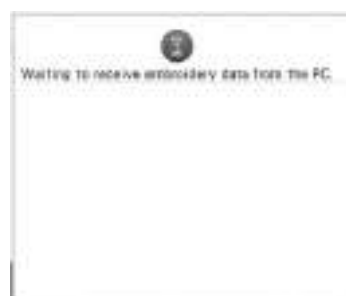 Waiting to receive embroidery data from the PC.